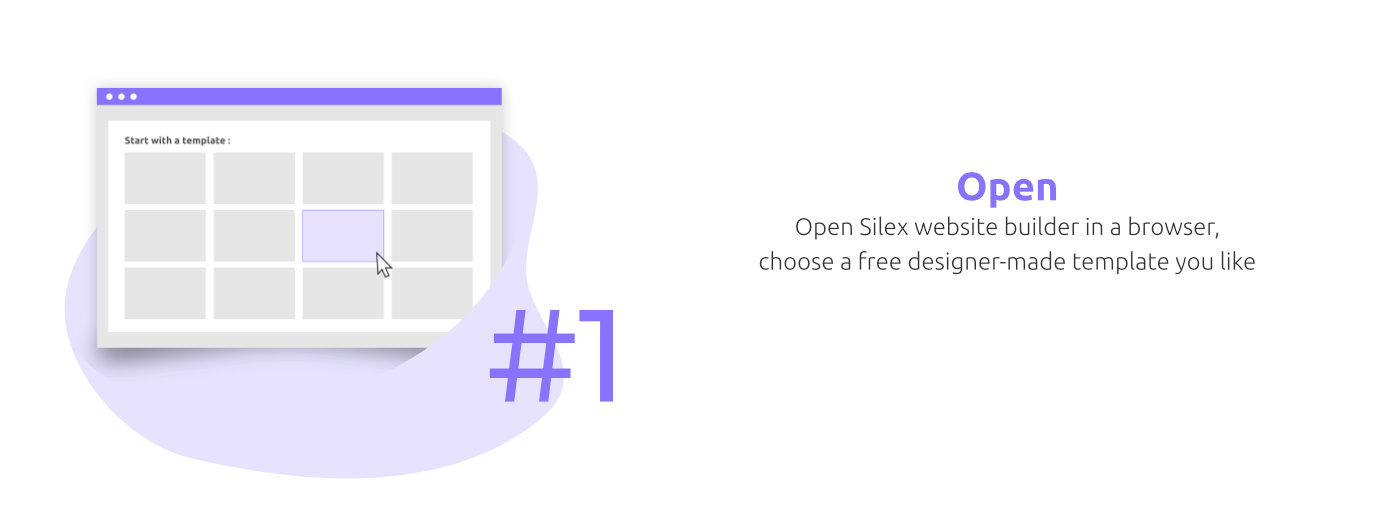 Start with a template :
#1
Open
Open Silex website builder in a browser,
choose a free designer-made template you like